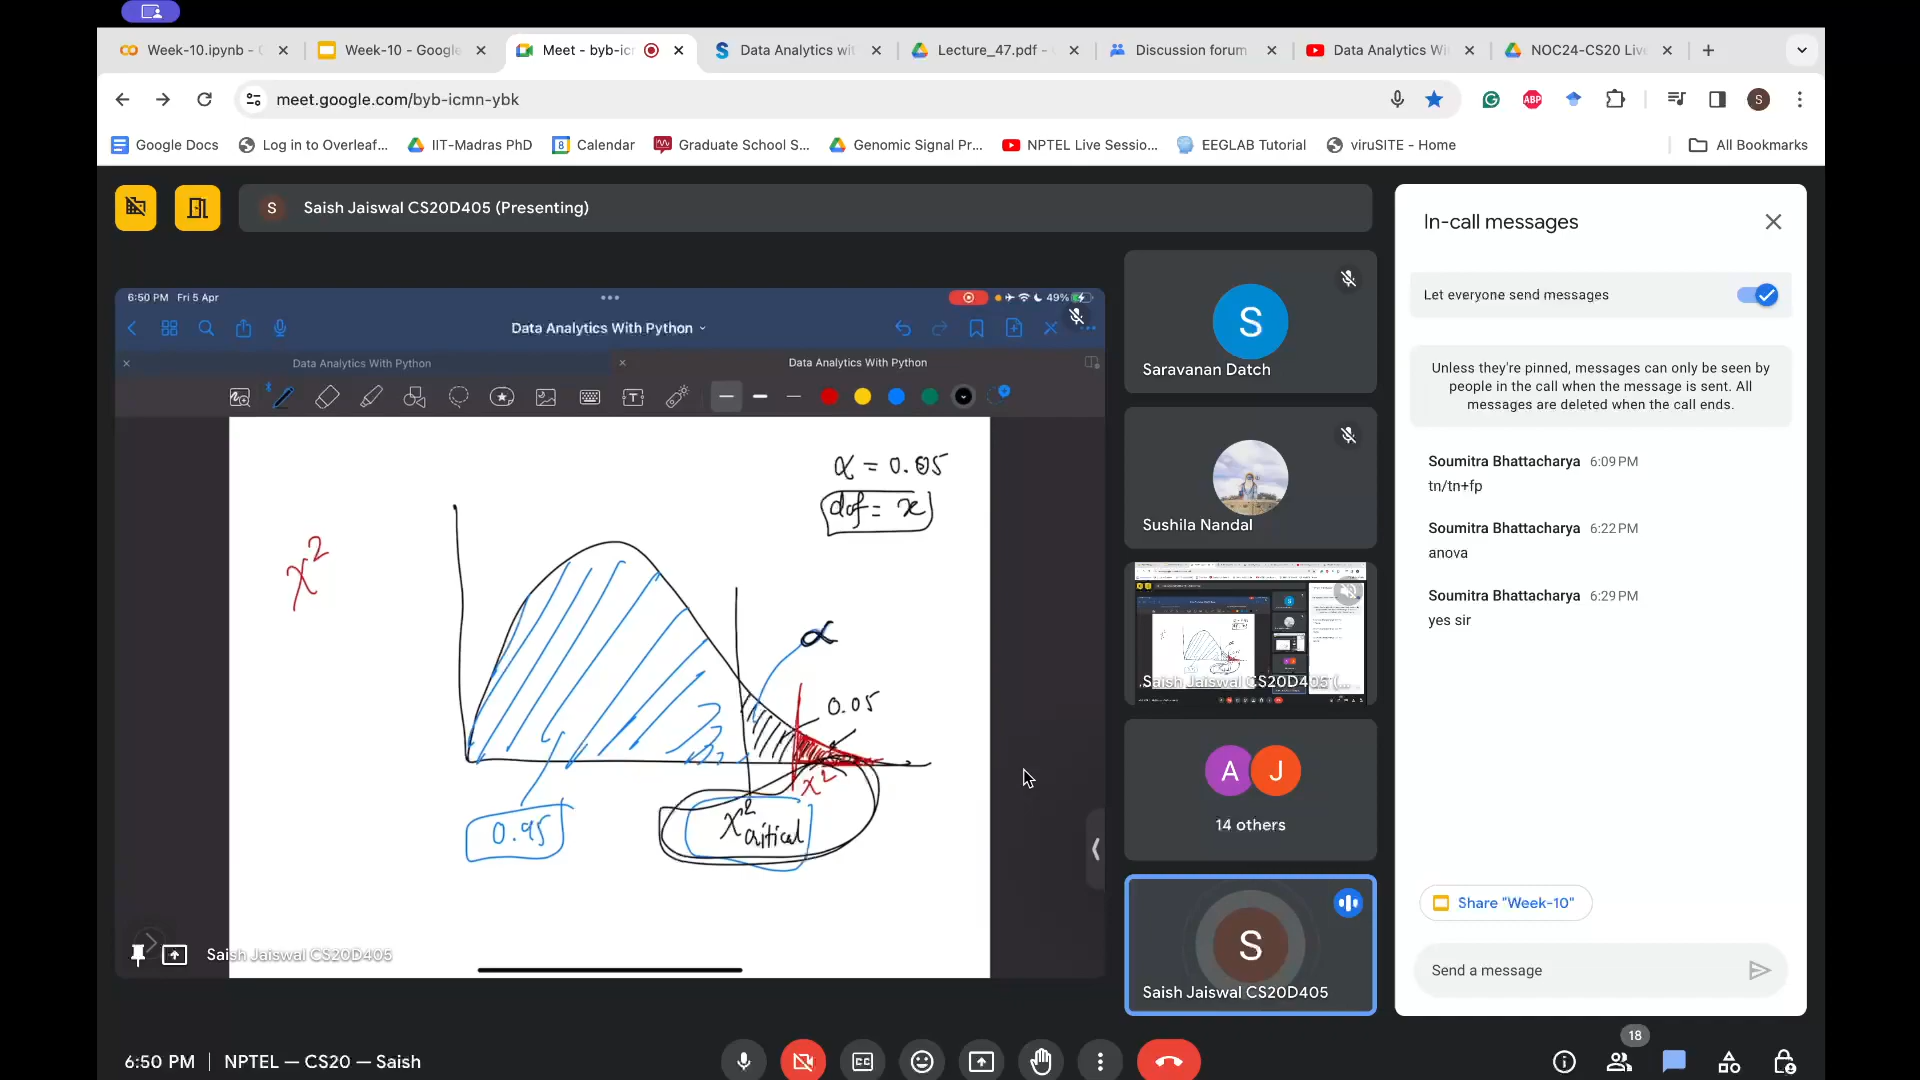 Week-10.ipynb -
Week-10 - Google
Meet - byb-icm
Data Analytics wit
Lecture_47.pdf -
Discussion forum
Data Analytics Wi
NOC24-CS20 Live
meet.google.com/byb-icmn-ybk
ABP
S
Google Docs
Log in to Overleaf...
IIT-Madras PhD
8
Calendar
Graduate School S...
Genomic Signal Pr...
NPTEL Live Sessio...
EEGLAB Tutorial
viruSITE - Home
All Bookmarks
S
Saish Jaiswal CS20D405 (Presenting)
6:50 PM Fri 5 Apr
49%
Data Analytics With Python
Data Analytics With Python
Data Analytics With Python
α = 0.05
dof = x
χ²
α
0.05
χ²
0.95
χ²critical
Saish Jaiswal CS20D405
S
Saravanan Datch
Sushila Nandal
Saish Jaiswal CS20D405 (...
A
J
14 others
S
Saish Jaiswal CS20D405
In-call messages
Let everyone send messages
Unless they're pinned, messages can only be seen by
people in the call when the message is sent. All
messages are deleted when the call ends.
Soumitra Bhattacharya 6:09 PM
tn/tn+fp
Soumitra Bhattacharya 6:22 PM
anova
Soumitra Bhattacharya 6:29 PM
yes sir
Share "Week-10"
Send a message
6:50 PM | NPTEL — CS20 — Saish
18